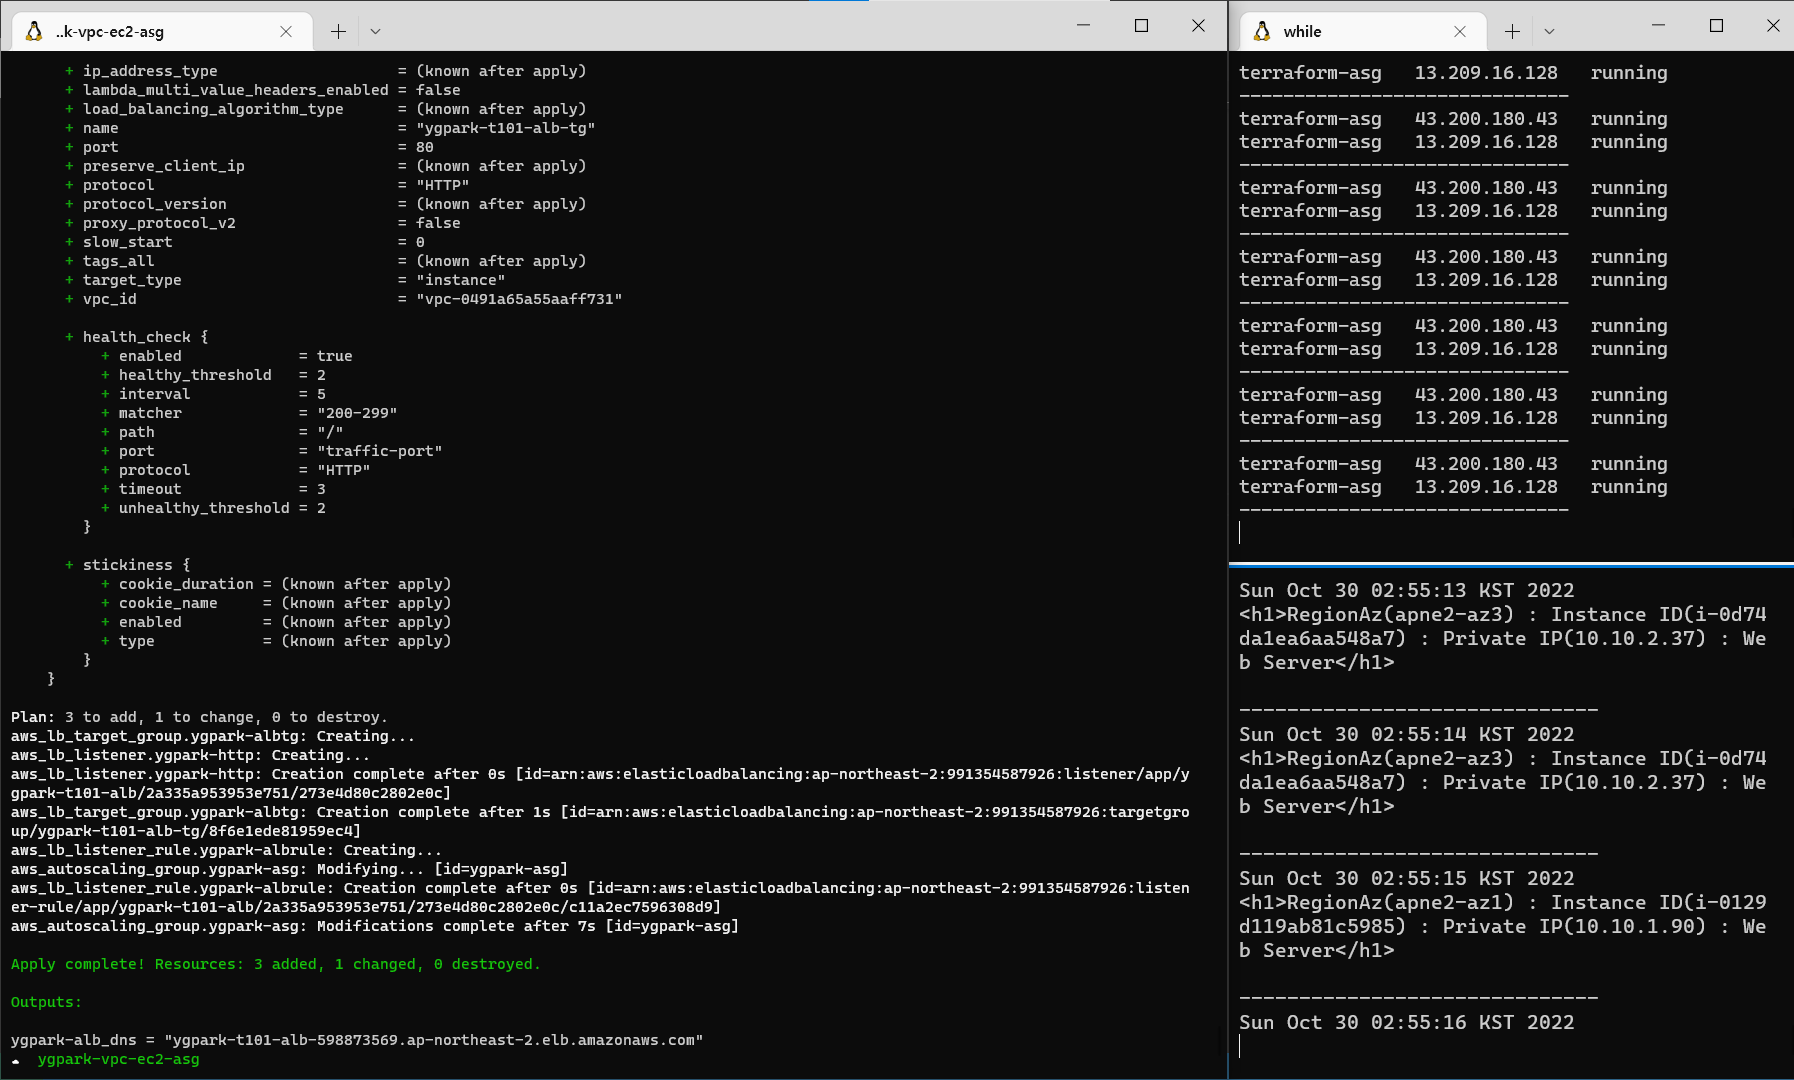 ..k-vpc-ec2-asg
+ ip_address_type = (known after apply)
+ lambda_multi_value_headers_enabled = false
+ load_balancing_algorithm_type = (known after apply)
+ name = "ygpark-t101-alb-tg"
+ port = 80
+ preserve_client_ip = (known after apply)
+ protocol = "HTTP"
+ protocol_version = (known after apply)
+ proxy_protocol_v2 = false
+ slow_start = 0
+ tags_all = (known after apply)
+ target_type = "instance"
+ vpc_id = "vpc-0491a65a55aaff731"
+ health_check {
+ enabled = true
+ healthy_threshold = 2
+ interval = 5
+ matcher = "200-299"
+ path = "/"
+ port = "traffic-port"
+ protocol = "HTTP"
+ timeout = 3
+ unhealthy_threshold = 2
}
+ stickiness {
+ cookie_duration = (known after apply)
+ cookie_name = (known after apply)
+ enabled = (known after apply)
+ type = (known after apply)
}
}
Plan: 3 to add, 1 to change, 0 to destroy.
aws_lb_target_group.ygpark-albtg: Creating...
aws_lb_listener.ygpark-http: Creating...
aws_lb_listener.ygpark-http: Creation complete after 0s [id=arn:aws:elasticloadbalancing:ap-northeast-2:991354587926:listener/app/y
gpark-t101-alb/2a335a953953e751/273e4d80c2802e0c]
aws_lb_target_group.ygpark-albtg: Creation complete after 1s [id=arn:aws:elasticloadbalancing:ap-northeast-2:991354587926:targetgro
up/ygpark-t101-alb-tg/8f6e1ede81959ec4]
aws_lb_listener_rule.ygpark-albrule: Creating...
aws_autoscaling_group.ygpark-asg: Modifying... [id=ygpark-asg]
aws_lb_listener_rule.ygpark-albrule: Creation complete after 0s [id=arn:aws:elasticloadbalancing:ap-northeast-2:991354587926:listen
er-rule/app/ygpark-t101-alb/2a335a953953e751/273e4d80c2802e0c/c11a2ec7596308d9]
aws_autoscaling_group.ygpark-asg: Modifications complete after 7s [id=ygpark-asg]
Apply complete! Resources: 3 added, 1 changed, 0 destroyed.
Outputs:
ygpark-alb_dns = "ygpark-t101-alb-598873569.ap-northeast-2.elb.amazonaws.com"
ygpark-vpc-ec2-asg
while
terraform-asg 13.209.16.128 running
------------------------------
terraform-asg 43.200.180.43 running
terraform-asg 13.209.16.128 running
------------------------------
terraform-asg 43.200.180.43 running
terraform-asg 13.209.16.128 running
------------------------------
terraform-asg 43.200.180.43 running
terraform-asg 13.209.16.128 running
------------------------------
terraform-asg 43.200.180.43 running
terraform-asg 13.209.16.128 running
------------------------------
terraform-asg 43.200.180.43 running
terraform-asg 13.209.16.128 running
------------------------------
terraform-asg 43.200.180.43 running
terraform-asg 13.209.16.128 running
------------------------------
Sun Oct 30 02:55:13 KST 2022
<h1>RegionAz(apne2-az3) : Instance ID(i-0d74
da1ea6aa548a7) : Private IP(10.10.2.37) : We
b Server</h1>
------------------------------
Sun Oct 30 02:55:14 KST 2022
<h1>RegionAz(apne2-az3) : Instance ID(i-0d74
da1ea6aa548a7) : Private IP(10.10.2.37) : We
b Server</h1>
------------------------------
Sun Oct 30 02:55:15 KST 2022
<h1>RegionAz(apne2-az1) : Instance ID(i-0129
d119ab81c5985) : Private IP(10.10.1.90) : We
b Server</h1>
------------------------------
Sun Oct 30 02:55:16 KST 2022